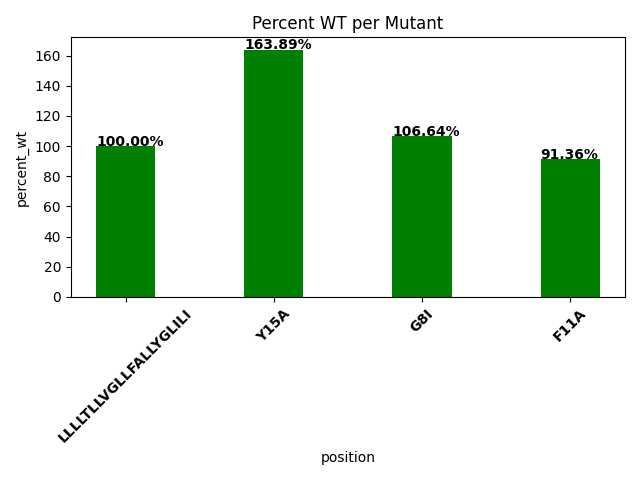 Percent WT per Mutant
percent_wt
160
140
120
100
80
60
40
20
0
100.00%
163.89%
106.64%
91.36%
LLLLTLLVGLLFALLYGLILI
Y15A
G8I
F11A
position